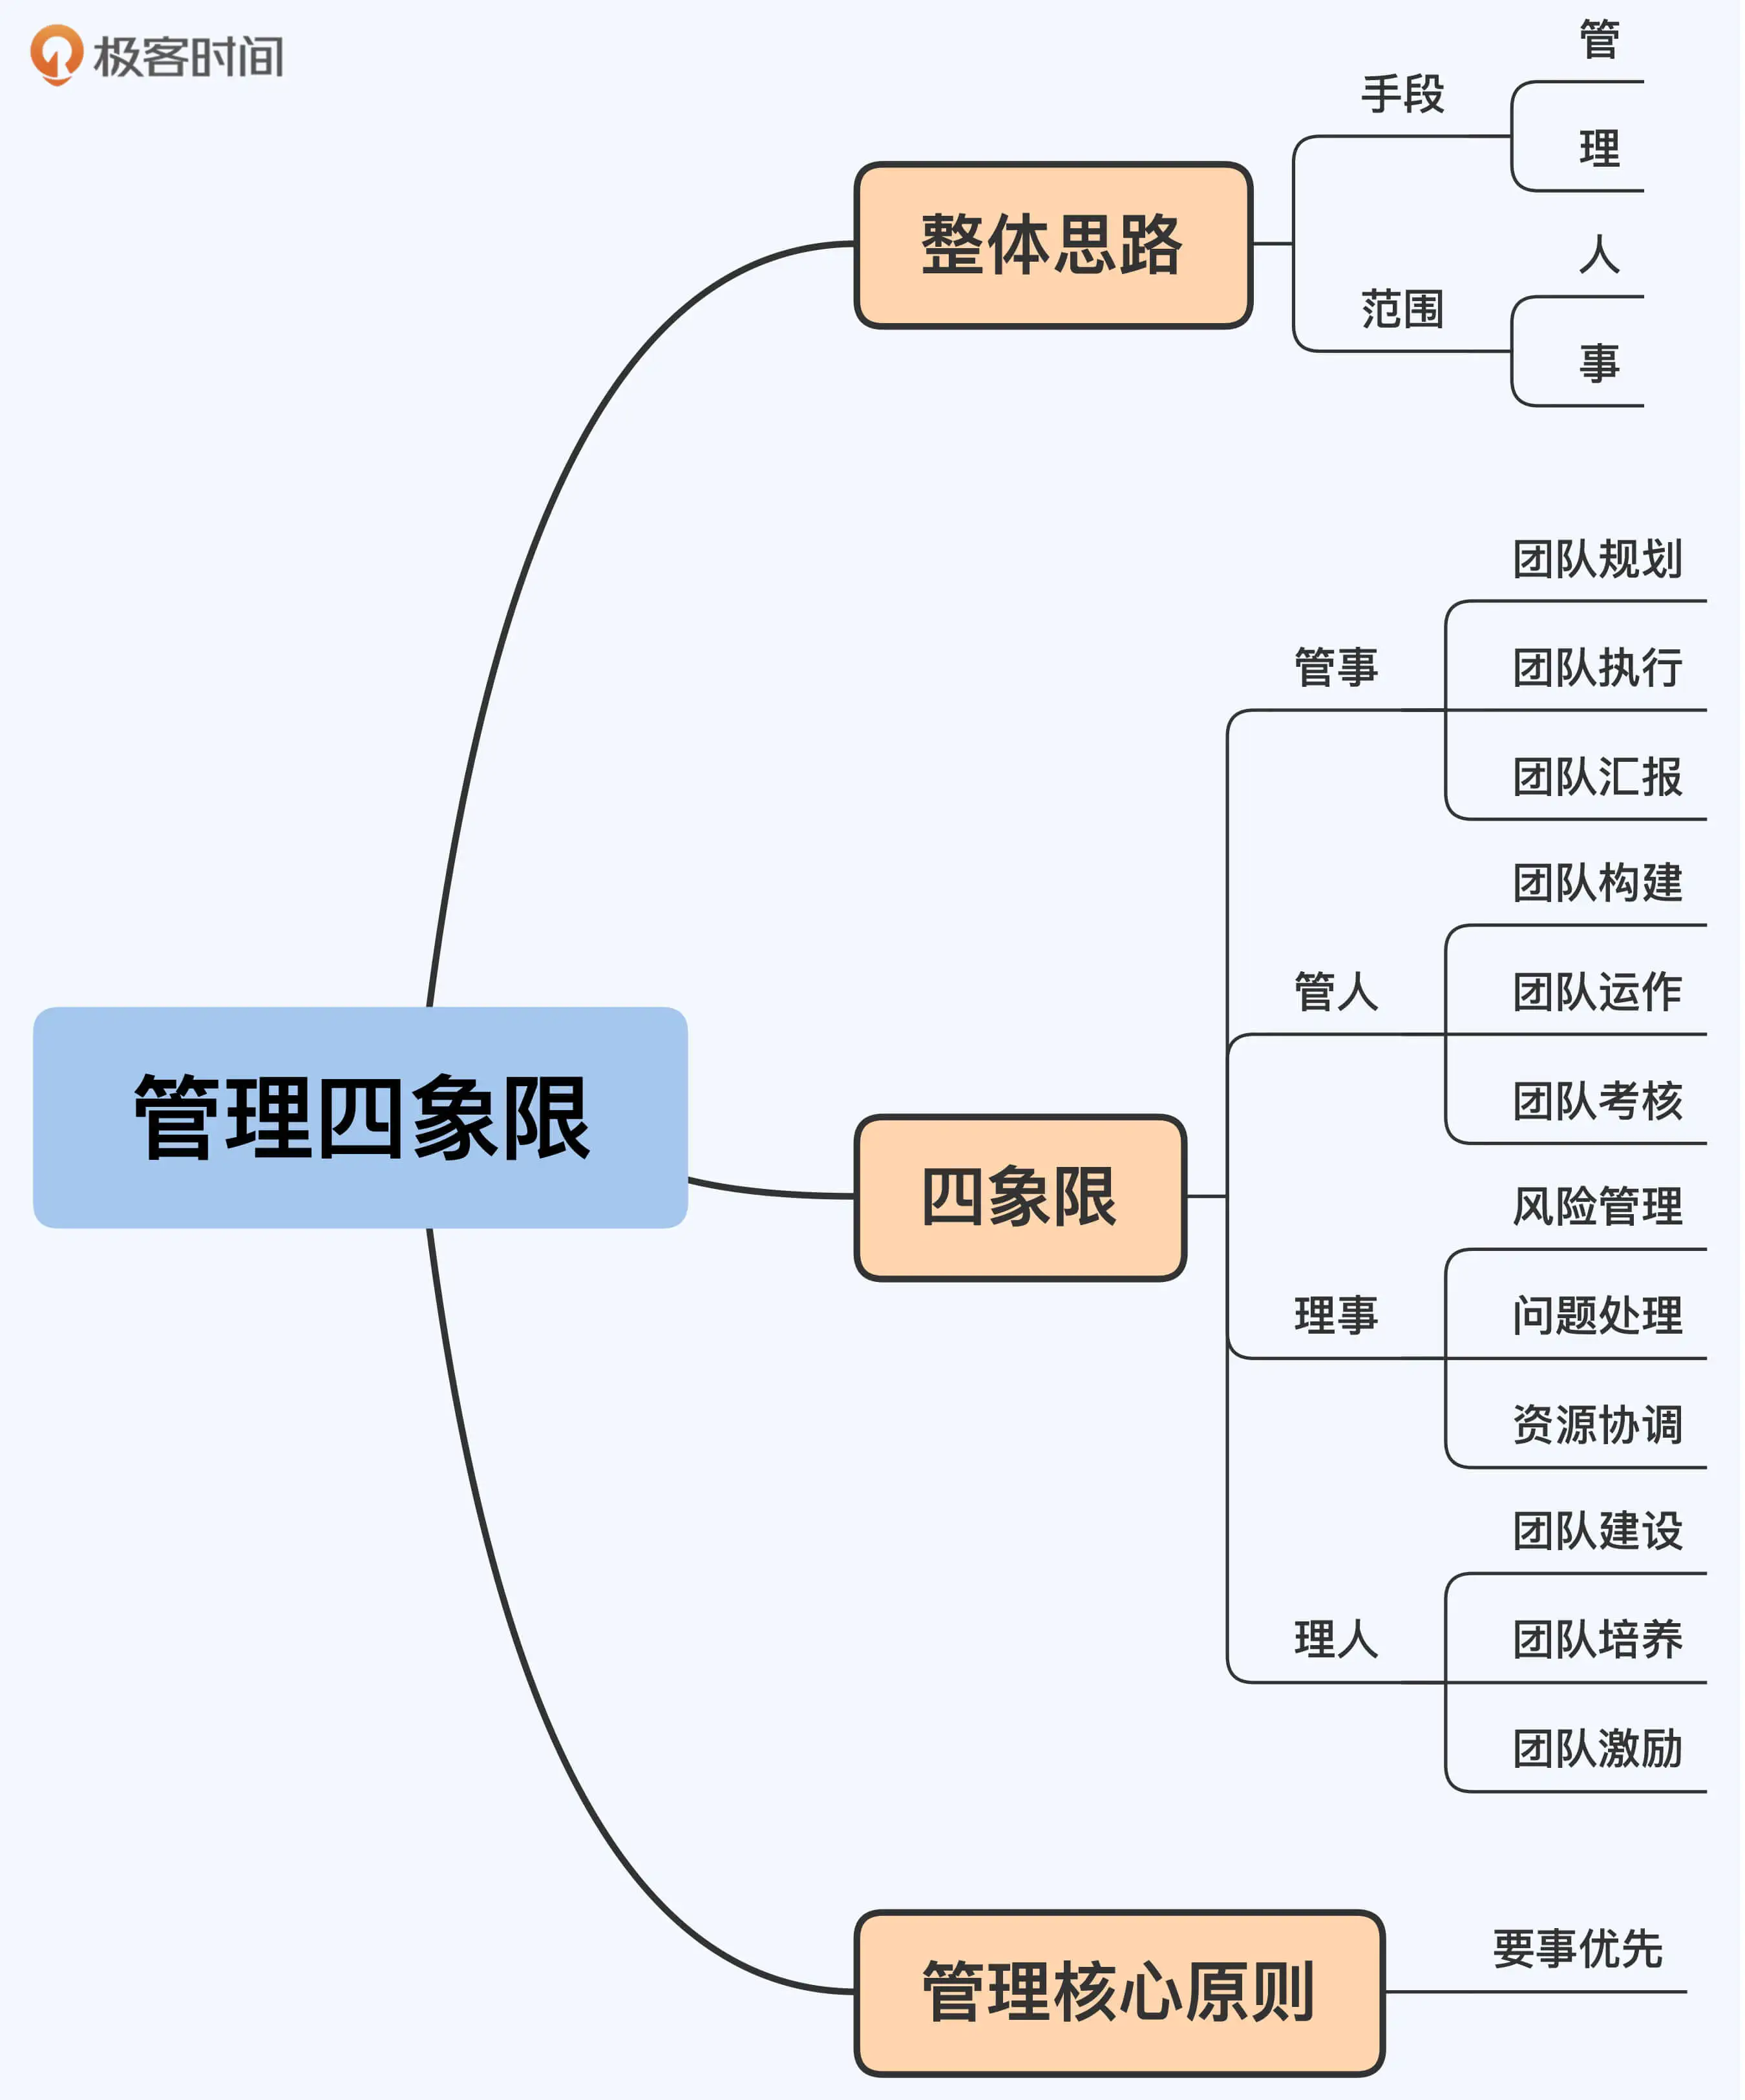 极客时间
管理四象限
整体思路
手段
管
理
范围
人
事
四象限
管事
团队规划
团队执行
团队汇报
管人
团队构建
团队运作
团队考核
理事
风险管理
问题处理
资源协调
理人
团队建设
团队培养
团队激励
管理核心原则
要事优先